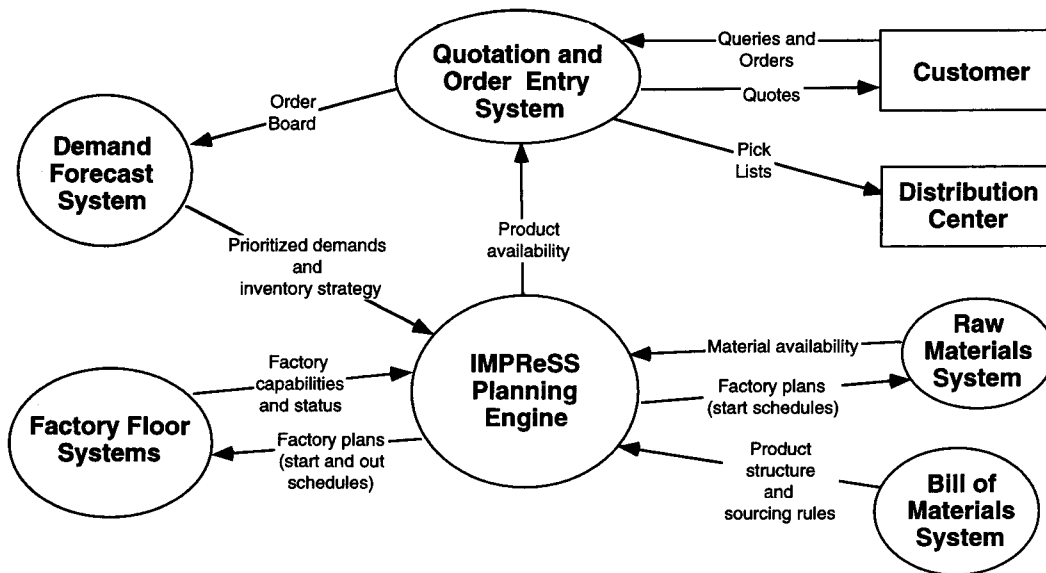 Quotation and
Order Entry
System
Queries and
Orders
Quotes
Customer
Order
Board
Demand
Forecast
System
Pick
Lists
Distribution
Center
Prioritized demands
and
inventory strategy
Product
availability
IMPReSS
Planning
Engine
Material availability
Raw
Materials
System
Factory plans
(start schedules)
Factory
capabilities
and status
Factory Floor
Systems
Factory plans
(start and out
schedules)
Product
structure
and
sourcing rules
Bill of
Materials
System